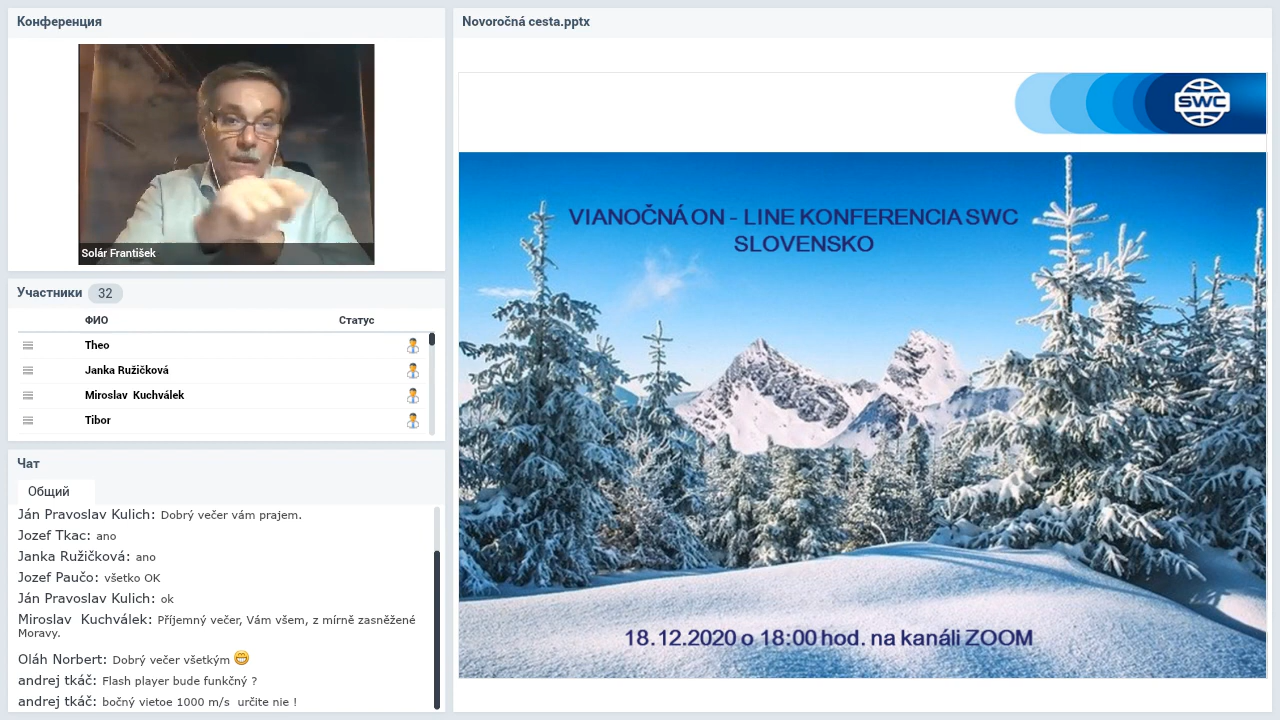 Конференция
Solár František
Участники 32
ФИО Статус
Theo
Janka Ružičková
Miroslav Kuchválek
Tibor
Чат
Общий
Ján Pravoslav Kulich: Dobrý večer vám prajem.
Jozef Tkac: ano
Janka Ružičková: ano
Jozef Paučo: všetko OK
Ján Pravoslav Kulich: ok
Miroslav Kuchválek: Příjemný večer, Vám všem, z mírně zasněžené
Moravy.
Oláh Norbert: Dobrý večer všetkým 😁
andrej tkáč: Flash player bude funkčný ?
andrej tkáč: bočný vietoe 1000 m/s určite nie !
Novoročná cesta.pptx
SWC
VIANOČNÁ ON - LINE KONFERENCIA SWC
SLOVENSKO
18.12.2020 o 18:00 hod. na kanáli ZOOM